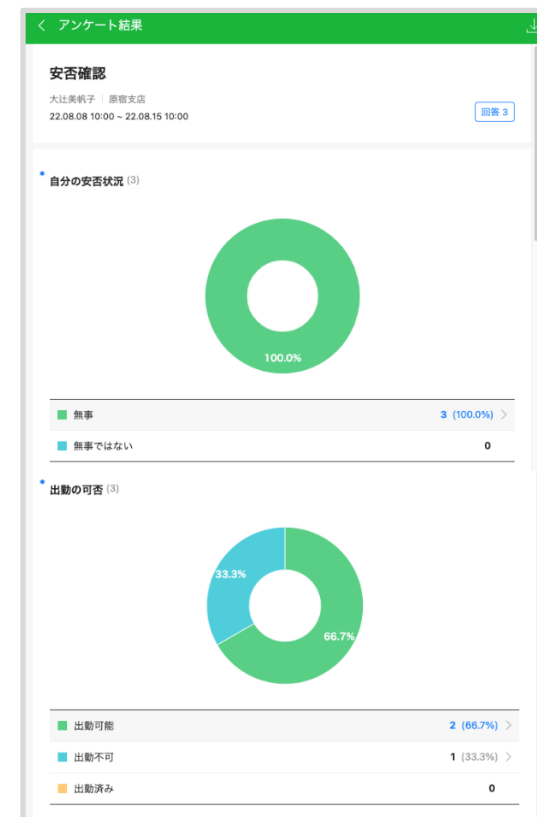 アンケート結果
安否確認
大辻美帆子 | 原宿支店
22.08.08 10:00 ~ 22.08.15 10:00
回答 3
自分の安否状況 (3)
100.0%
無事 3 (100.0%)
無事ではない 0
出勤の可否 (3)
33.3%
66.7%
出勤可能 2 (66.7%)
出勤不可 1 (33.3%)
出勤済み 0